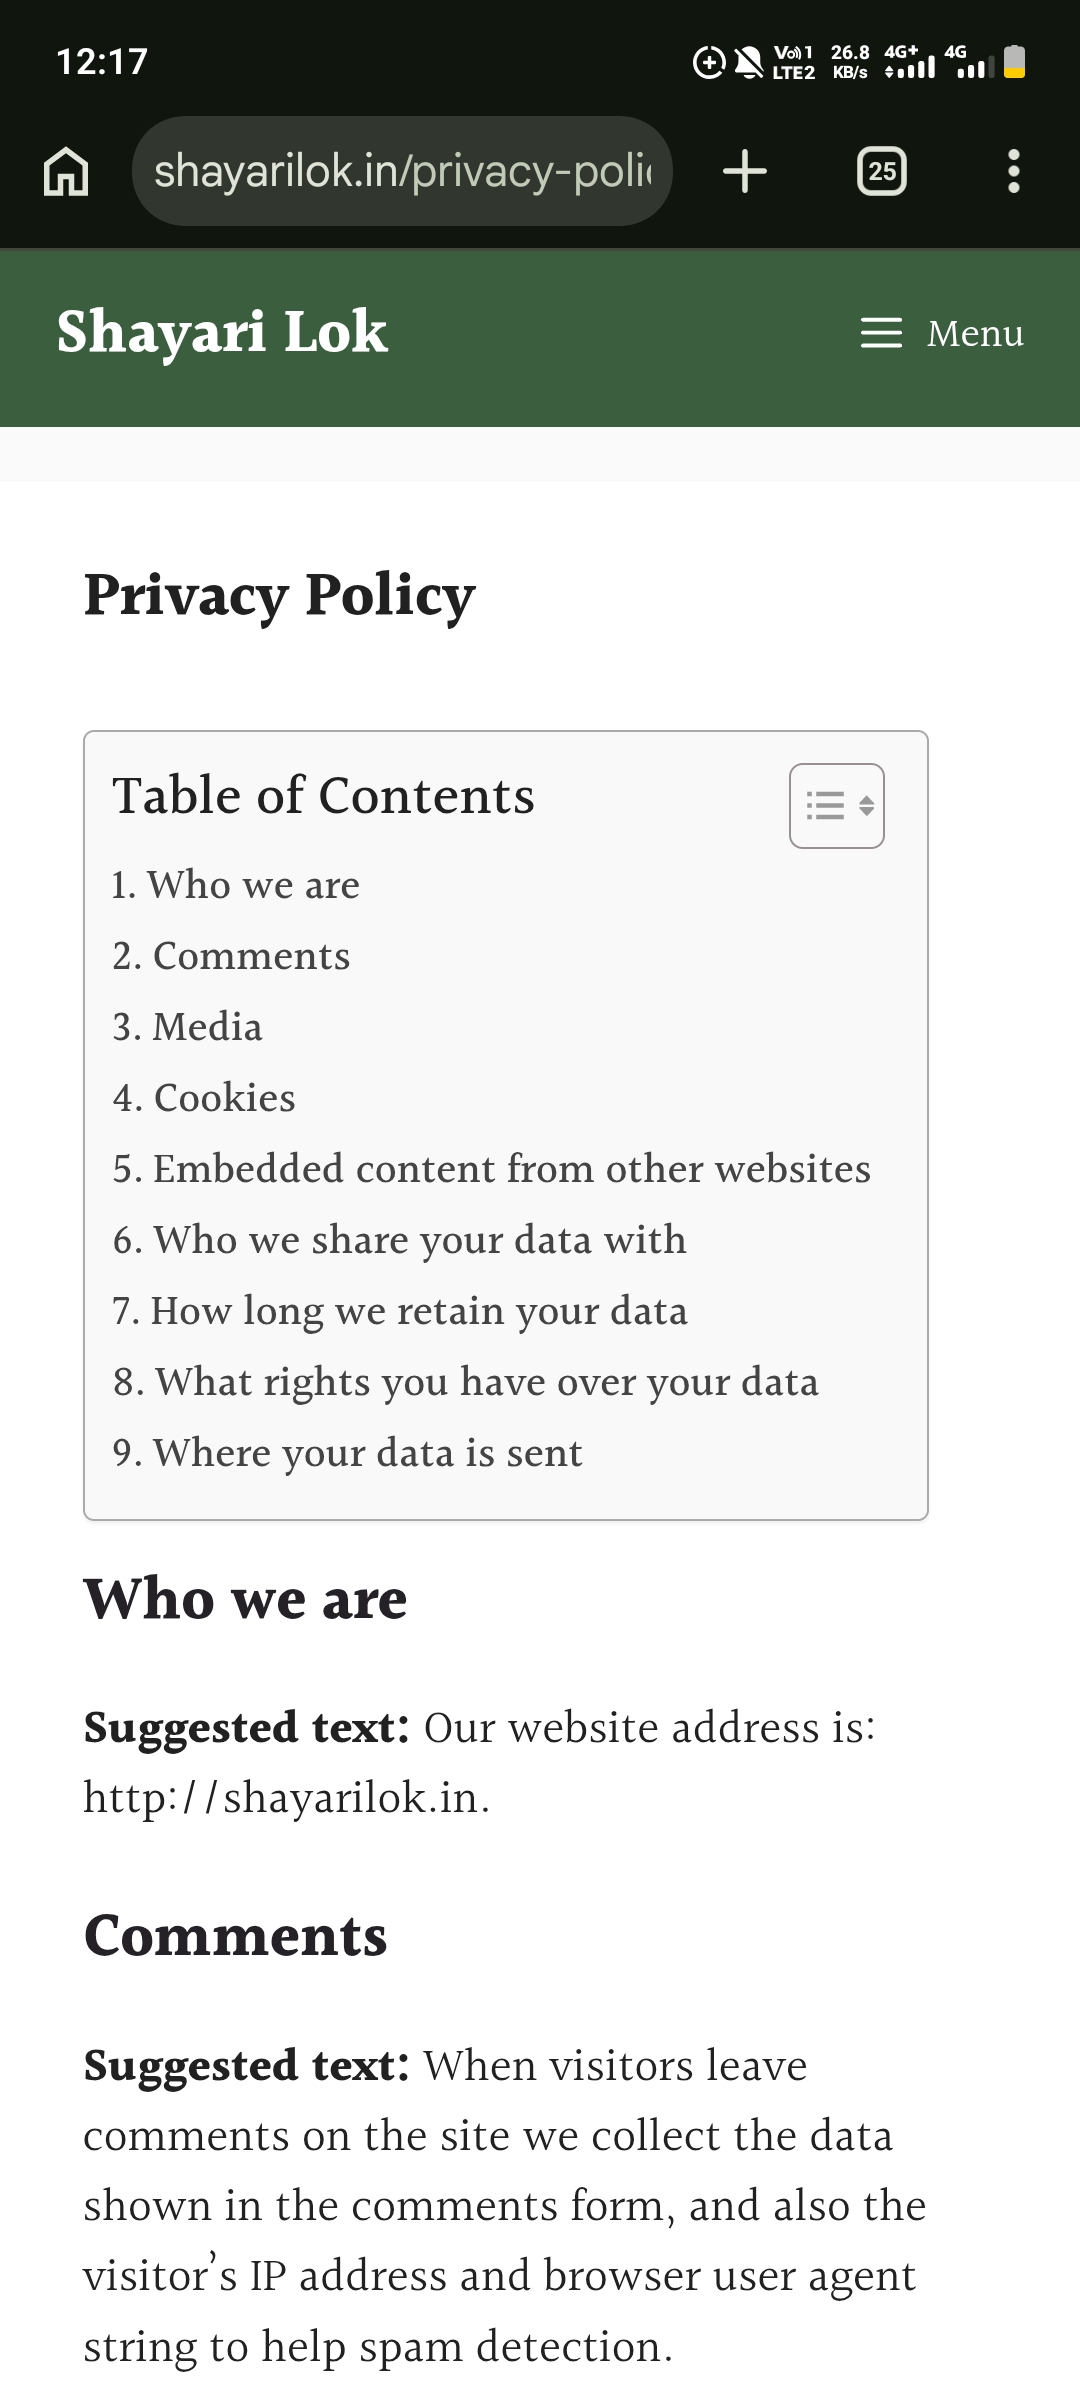 12:17
Vo 1
LTE2
26.8
KB/s
4G+
4G
shayarilok.in/privacy-polic
25
Shayari Lok
Menu
Privacy Policy
Table of Contents
1. Who we are
2. Comments
3. Media
4. Cookies
5. Embedded content from other websites
6. Who we share your data with
7. How long we retain your data
8. What rights you have over your data
9. Where your data is sent
Who we are
Suggested text: Our website address is:
http://shayarilok.in.
Comments
Suggested text: When visitors leave
comments on the site we collect the data
shown in the comments form, and also the
visitor’s IP address and browser user agent
string to help spam detection.